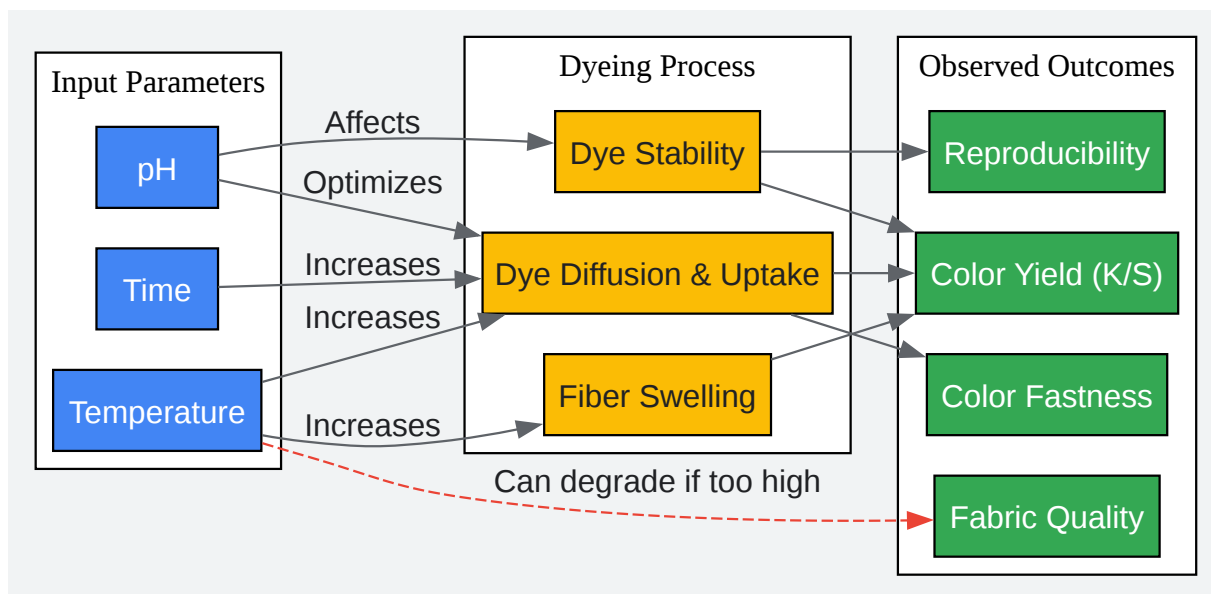 Input Parameters
pH
Time
Temperature
Affects
Optimizes
Increases
Increases
Increases
Can degrade if too high
Dyeing Process
Dye Stability
Dye Diffusion & Uptake
Fiber Swelling
Observed Outcomes
Reproducibility
Color Yield (K/S)
Color Fastness
Fabric Quality